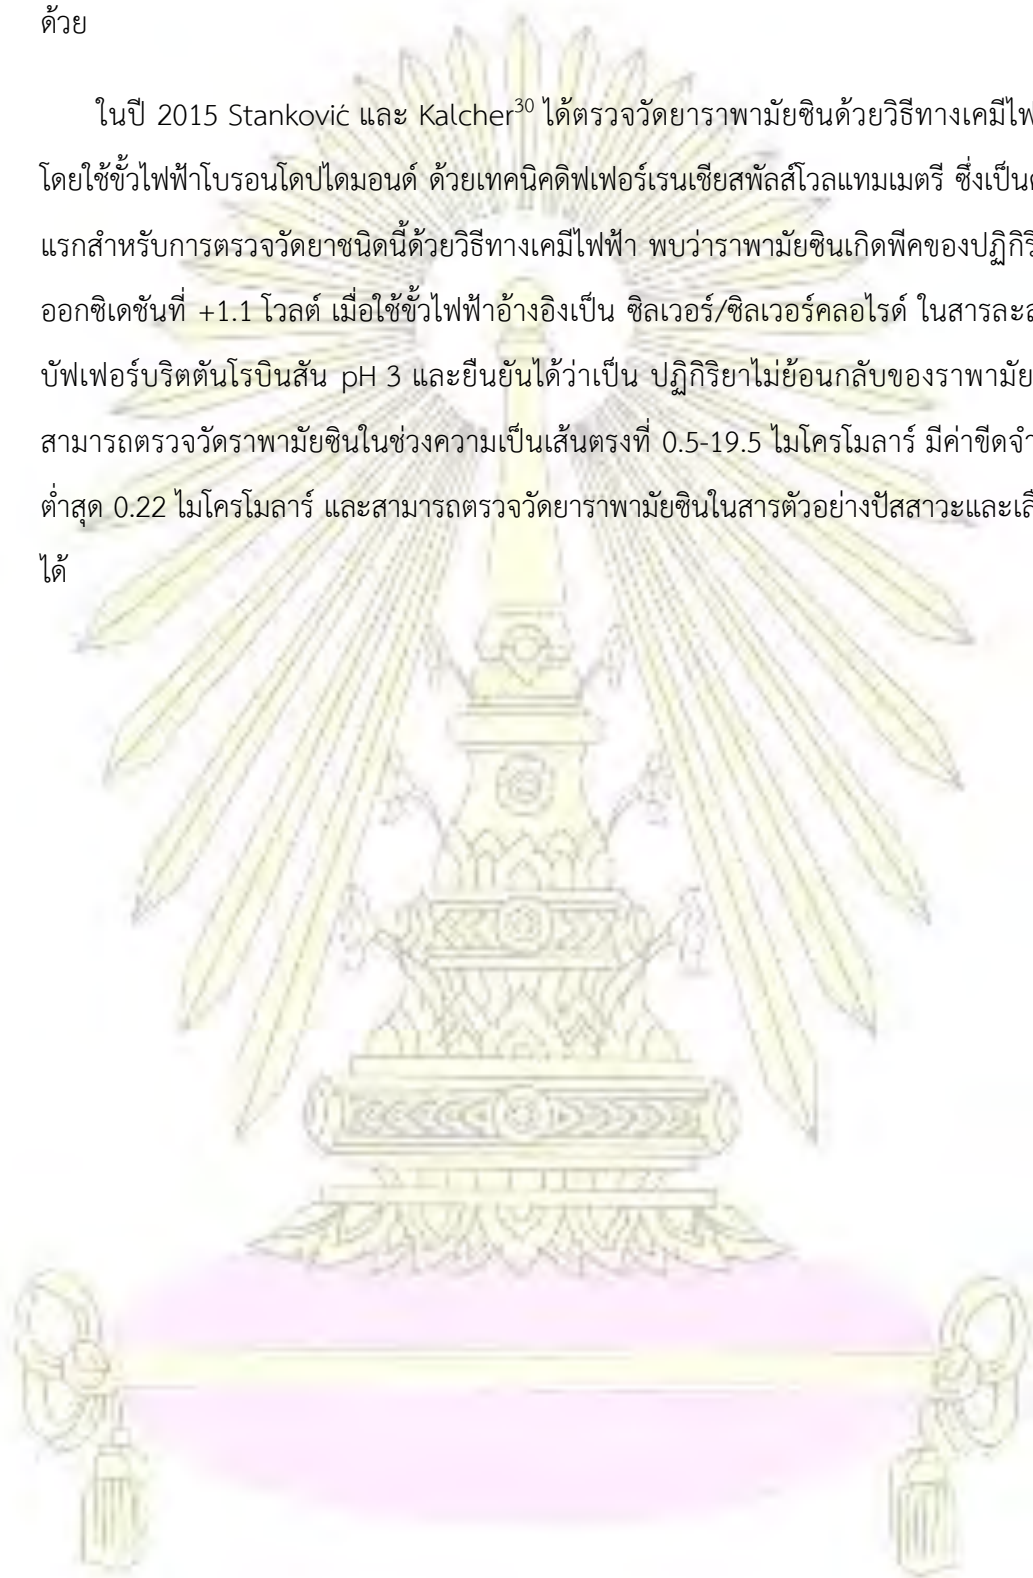 ด้วย
ในปี 2015 Stanković และ Kalcher³⁰ ได้ตรวจวัดยาราพามัยซินด้วยวิธีทางเคมีไฟ
โดยใช้ขั้วไฟฟ้าโบรอนโดปไดมอนด์ ด้วยเทคนิคดิฟเฟอร์เรนเชียสพัลส์โวลแทมเมตรี ซึ่งเป็น
แรกสำหรับการตรวจวัดยาชนิดนี้ด้วยวิธีทางเคมีไฟฟ้า พบว่าราพามัยซินเกิดพีคของปฏิกิริ
ออกซิเดชันที่ +1.1 โวลต์ เมื่อใช้ขั้วไฟฟ้าอ้างอิงเป็น ซิลเวอร์/ซิลเวอร์คลอไรด์ ในสารละ
บัฟเฟอร์บริตตันโรบินสัน pH 3 และยืนยันได้ว่าเป็น ปฏิกิริยาไม่ย้อนกลับของราพามัย
สามารถตรวจวัดราพามัยซินในช่วงความเป็นเส้นตรงที่ 0.5-19.5 ไมโครโมลาร์ มีค่าขีดจำ
ต่ำสุด 0.22 ไมโครโมลาร์ และสามารถตรวจวัดยาราพามัยซินในสารตัวอย่างปัสสาวะและเ
ได้